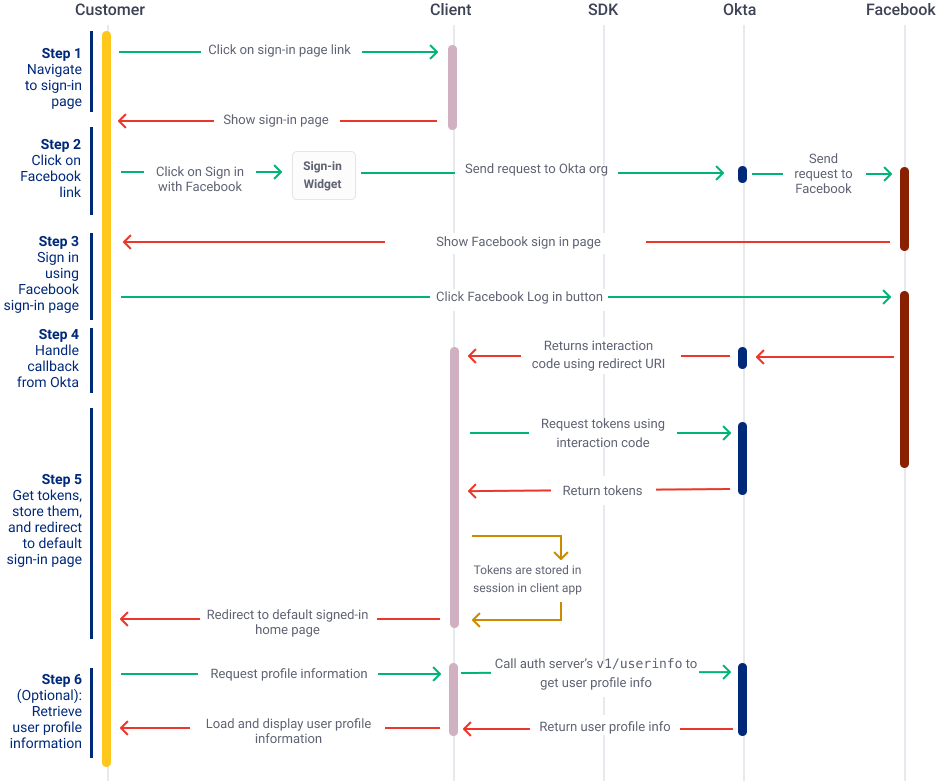 Customer
Client
SDK
Okta
Facebook
Step 1
Navigate
to sign-in
page
Click on sign-in page link
Show sign-in page
Step 2
Click on
Facebook
link
Click on Sign in
with Facebook
Sign-in
Widget
Send request to Okta org
Send
request to
Facebook
Step 3
Sign in
using
Facebook
sign-in page
Show Facebook sign in page
Click Facebook Log in button
Step 4
Handle
callback
from Okta
Returns interaction
code using redirect URI
Step 5
Get tokens,
store them,
and redirect
to default
sign-in page
Request tokens using
interaction code
Return tokens
Tokens are stored in
session in client app
Redirect to default signed-in
home page
Step 6
(Optional):
Retrieve
user profile
information
Request profile information
Call auth server's v1/userinfo to
get user profile info
Load and display user profile
information
Return user profile info